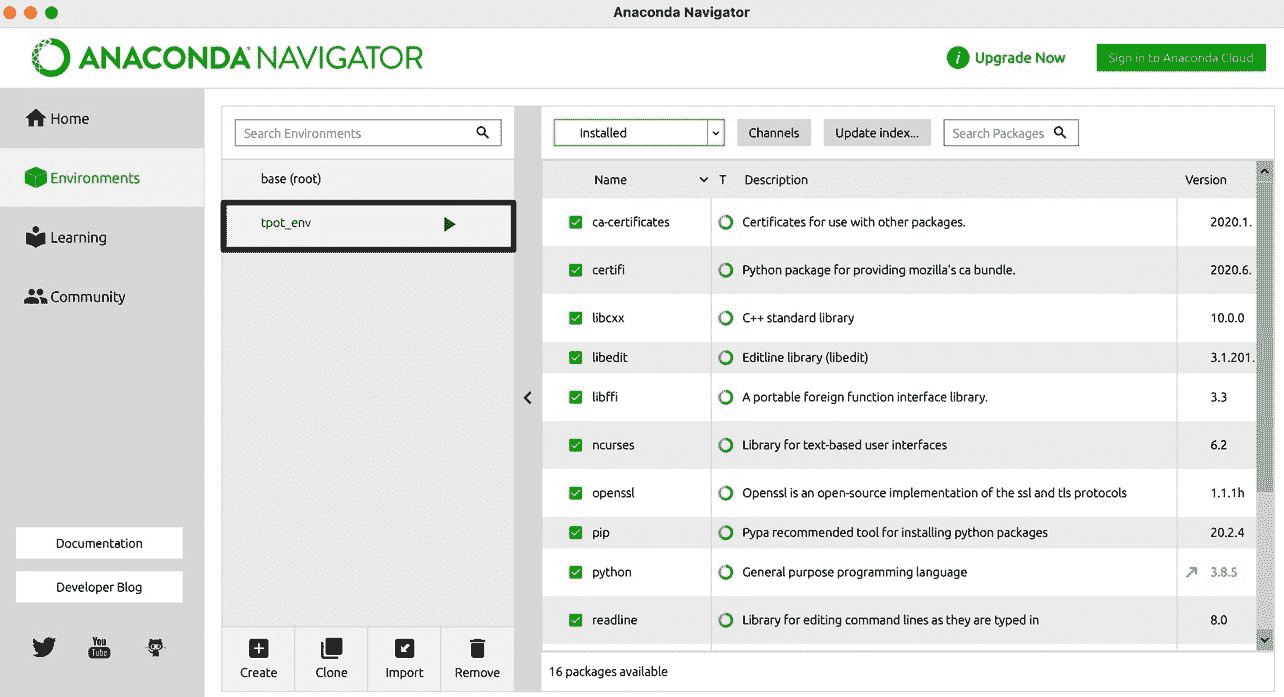 Anaconda Navigator
ANACONDA NAVIGATOR
i Upgrade Now
Sign in to Anaconda Cloud
Home
Environments
Learning
Community
Documentation
Developer Blog
You Tube
Search Environments
base (root)
tpot_env
Create Clone Import Remove
Installed Channels Update index... Search Packages
Name T Description Version
ca-certificates Certificates for use with other packages. 2020.1.
certifi Python package for providing mozilla's ca bundle. 2020.6.
libcxx C++ standard library 10.0.0
libedit Editline library (libedit) 3.1.201.
libffi A portable foreign function interface library. 3.3
ncurses Library for text-based user interfaces 6.2
openssl Openssl is an open-source implementation of the ssl and tls protocols 1.1.1h
pip Pypa recommended tool for installing python packages 20.2.4
python General purpose programming language 3.8.5
readline Library for editing command lines as they are typed in 8.0
16 packages available